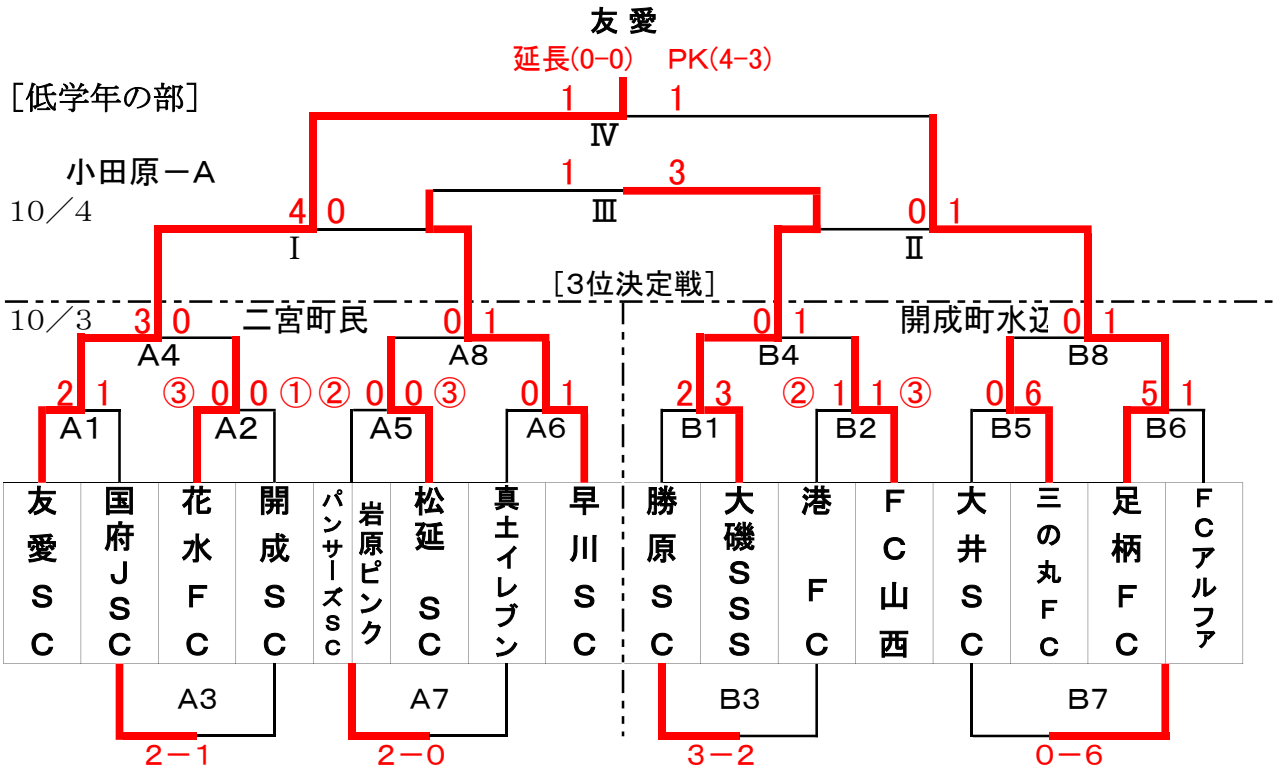 友 愛
延長(0-0) PK(4-3)
[低学年の部]
1 1
Ⅳ
小田原－A
1 3
Ⅲ
10／4
4 0
Ⅰ
0 1
Ⅱ
[3位決定戦]
10／3
二宮町民
開成町水辺
3 0
A4
0 1
A8
0 1
B4
0 1
B8
2 1
A1
③ 0 0 ①
A2
② 0 0 ③
A5
0 1
A6
2 3
B1
② 1 1 ③
B2
0 6
B5
5 1
B6
友愛SC
国府JSC
花水FC
開成SC
岩原ピンク
パンサーズSC
松延 SC
真土イレブン
早川SC
勝原SC
大磯SSS
港 FC
FC山西
大井SC
三の丸FC
足柄FC
FCアルファ
A3
2－1
A7
2－0
B3
3－2
B7
0－6